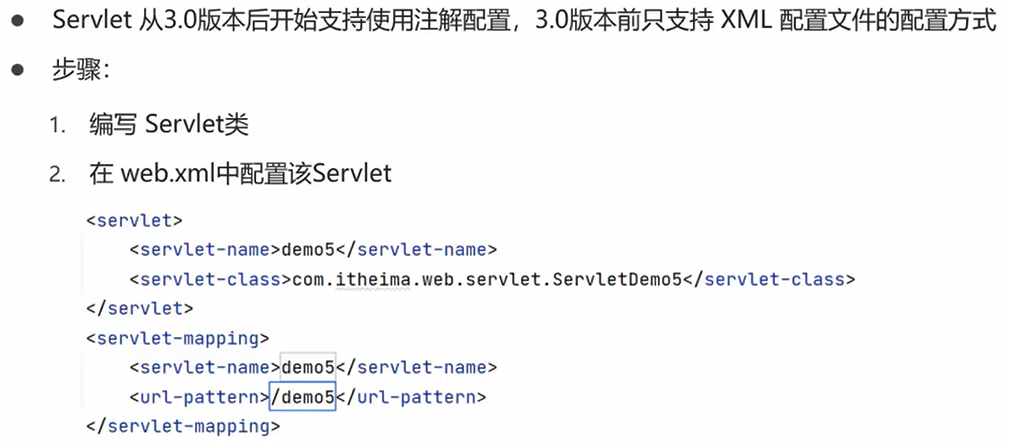 ● Servlet 从3.0版本后开始支持使用注解配置，3.0版本前只支持 XML 配置文件的配置方式
● 步骤：
1. 编写 Servlet类
2. 在 web.xml中配置该Servlet
<servlet>
    <servlet-name>demo5</servlet-name>
    <servlet-class>com.itheima.web.servlet.ServletDemo5</servlet-class>
</servlet>
<servlet-mapping>
    <servlet-name>demo5</servlet-name>
    <url-pattern>/demo5</url-pattern>
</servlet-mapping>